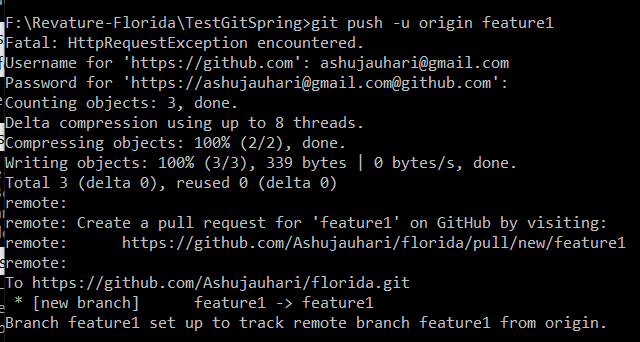 F:\Revature-Florida\TestGitSpring>git push -u origin feature1
Fatal: HttpRequestException encountered.
Username for 'https://github.com': ashujauhari@gmail.com
Password for 'https://ashujauhari@gmail.com@github.com':
Counting objects: 3, done.
Delta compression using up to 8 threads.
Compressing objects: 100% (2/2), done.
Writing objects: 100% (3/3), 339 bytes | 0 bytes/s, done.
Total 3 (delta 0), reused 0 (delta 0)
remote:
remote: Create a pull request for 'feature1' on GitHub by visiting:
remote:      https://github.com/Ashujauhari/florida/pull/new/feature1
remote:
To https://github.com/Ashujauhari/florida.git
 * [new branch]      feature1 -> feature1
Branch feature1 set up to track remote branch feature1 from origin.